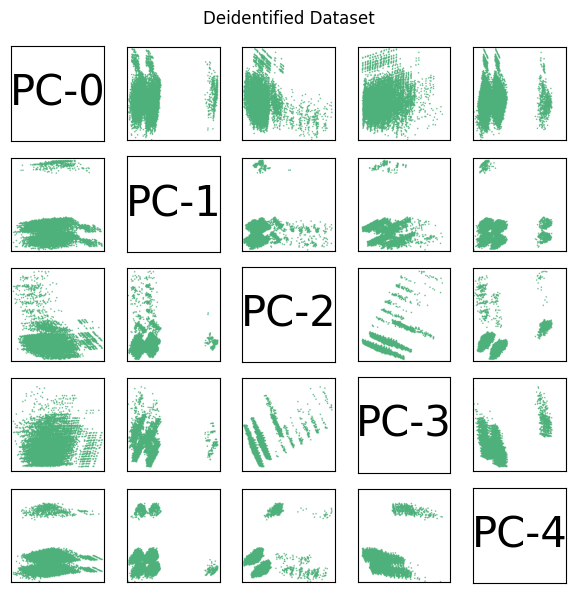 Deidentified Dataset
PC-0
PC-1
PC-2
PC-3
PC-4